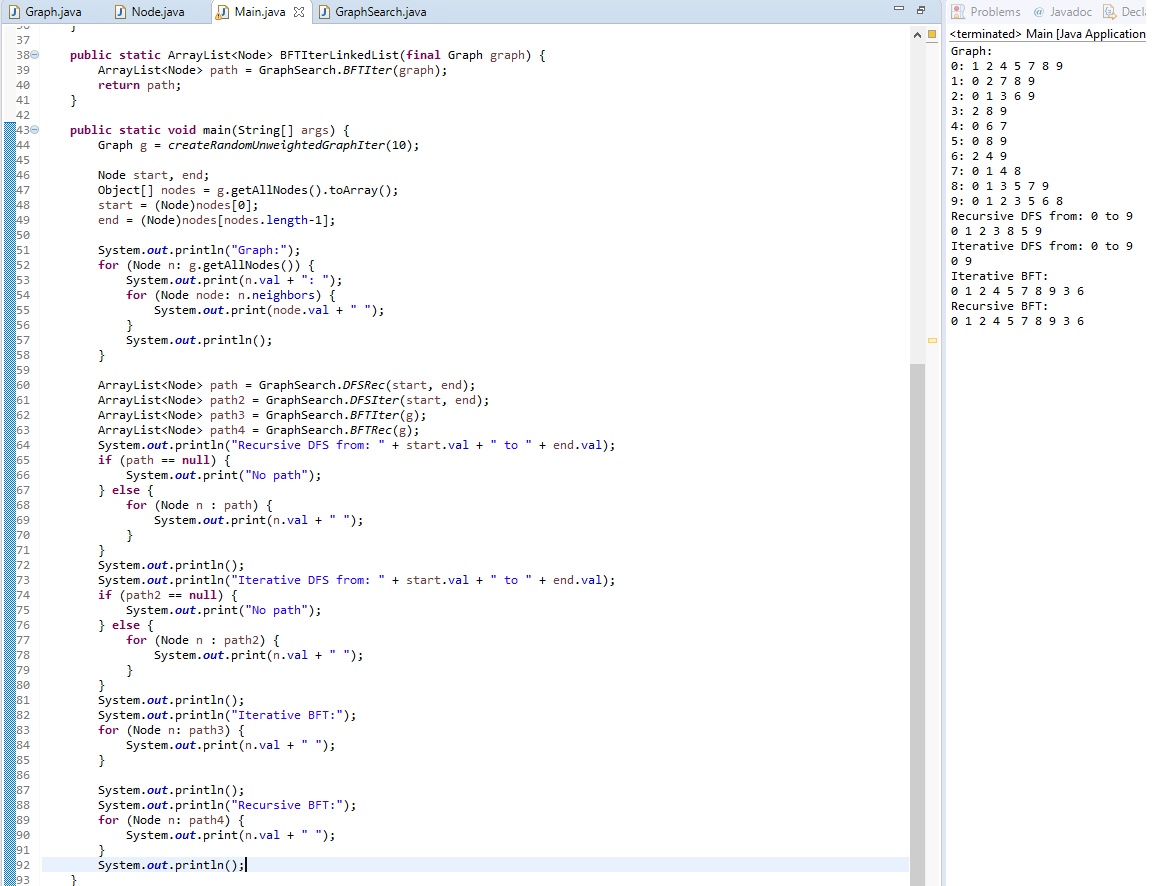 Graph.java Node.java Main.java GraphSearch.java
37
38 public static ArrayList<Node> BFTIterLinkedList(final Graph graph) {
39 ArrayList<Node> path = GraphSearch.BFTIter(graph);
40 return path;
41 }
42
43 public static void main(String[] args) {
44 Graph g = createRandomUnweightedGraphIter(10);
45
46 Node start, end;
47 Object[] nodes = g.getAllNodes().toArray();
48 start = (Node)nodes[0];
49 end = (Node)nodes[nodes.length-1];
50
51 System.out.println("Graph:");
52 for (Node n: g.getAllNodes()) {
53 System.out.print(n.val + ": ");
54 for (Node node: n.neighbors) {
55 System.out.print(node.val + " ");
56 }
57 System.out.println();
58 }
59
60 ArrayList<Node> path = GraphSearch.DFSRec(start, end);
61 ArrayList<Node> path2 = GraphSearch.DFSIter(start, end);
62 ArrayList<Node> path3 = GraphSearch.BFTIter(g);
63 ArrayList<Node> path4 = GraphSearch.BFTRec(g);
64 System.out.println("Recursive DFS from: " + start.val + " to " + end.val);
65 if (path == null) {
66 System.out.print("No path");
67 } else {
68 for (Node n : path) {
69 System.out.print(n.val + " ");
70 }
71 }
72 System.out.println();
73 System.out.println("Iterative DFS from: " + start.val + " to " + end.val);
74 if (path2 == null) {
75 System.out.print("No path");
76 } else {
77 for (Node n : path2) {
78 System.out.print(n.val + " ");
79 }
80 }
81 System.out.println();
82 System.out.println("Iterative BFT:");
83 for (Node n: path3) {
84 System.out.print(n.val + " ");
85 }
86
87 System.out.println();
88 System.out.println("Recursive BFT:");
89 for (Node n: path4) {
90 System.out.print(n.val + " ");
91 }
92 System.out.println();
93 }
Problems @ Javadoc Decla
<terminated> Main [Java Application
Graph:
0: 1 2 4 5 7 8 9
1: 0 2 7 8 9
2: 0 1 3 6 9
3: 2 8 9
4: 0 6 7
5: 0 8 9
6: 2 4 9
7: 0 1 4 8
8: 0 1 3 5 7 9
9: 0 1 2 3 5 6 8
Recursive DFS from: 0 to 9
0 1 2 3 8 5 9
Iterative DFS from: 0 to 9
0 9
Iterative BFT:
0 1 2 4 5 7 8 9 3 6
Recursive BFT:
0 1 2 4 5 7 8 9 3 6